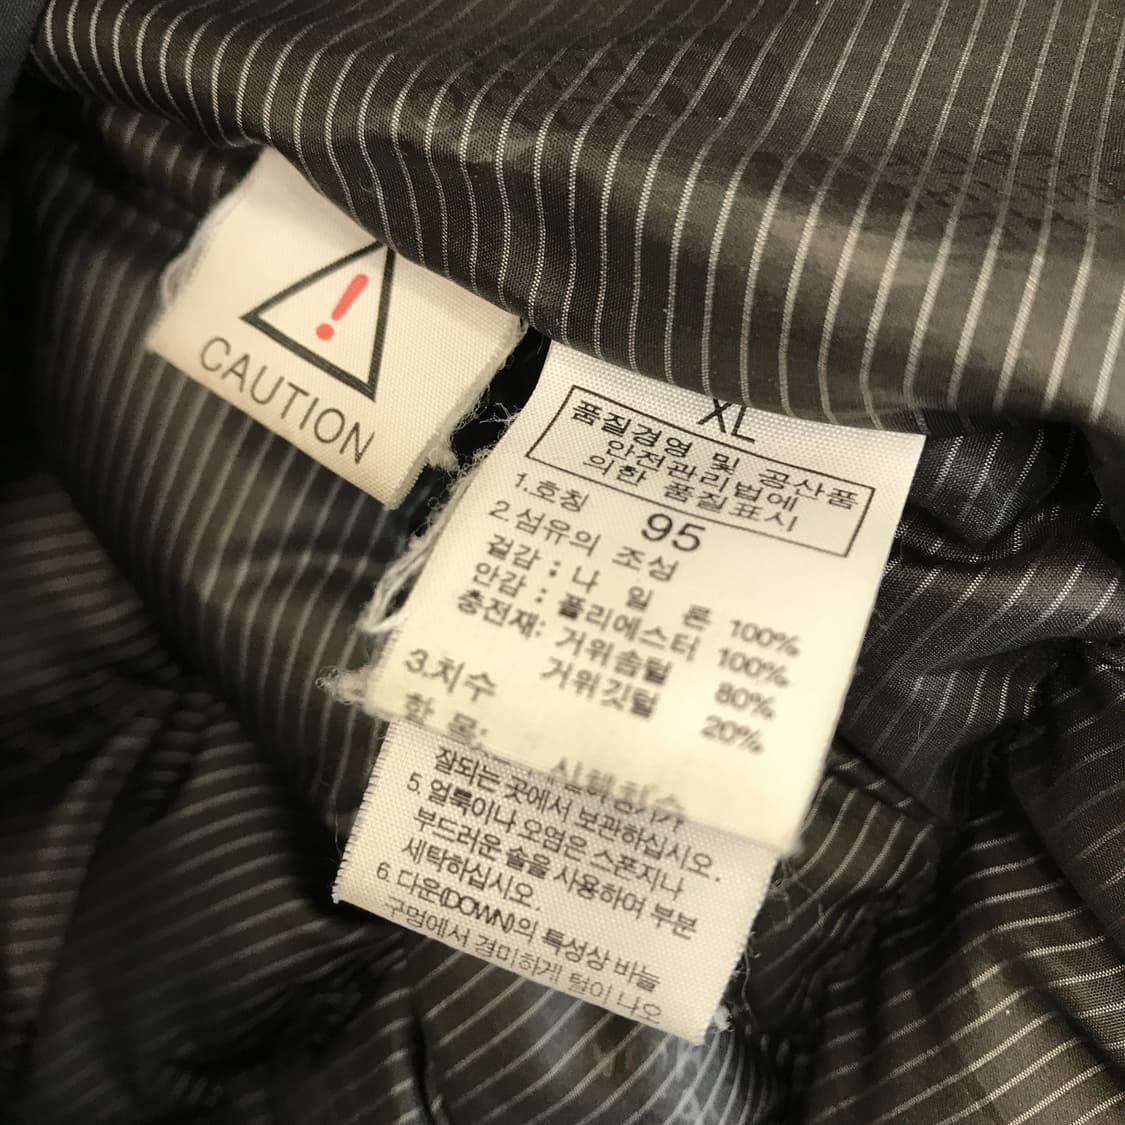 !
CAUTION
XL
품질경영 및 공산품
안전관리법에
의한 품질표시
1.호칭 95
2.섬유의 조성
겉감 : 나 일 론 100%
안감 : 폴리에스터 100%
충전재: 거위솜털 80%
거위깃털 20%
3.치수
항 목:
잘되는 곳에서 보관하십시오.
5. 얼룩이나 오염은 스폰지나
부드러운 솔을 사용하며 부분
세탁하십시오.
6. 다운(DOWN)의 특성상 바늘
구멍에서 경미하게 털이 나오